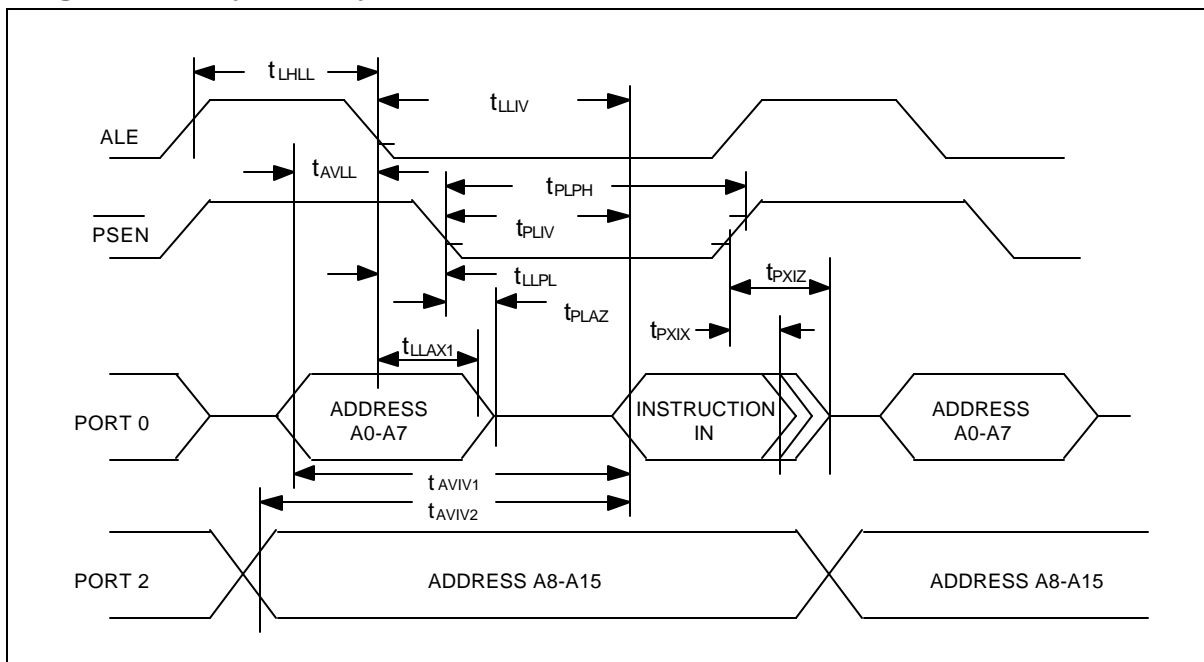 tLHLL
tLLIV
ALE
tAVLL
tPLPH
PSEN
tPLIV
tLLPL
tPXIZ
tPLAZ
tPXIX
tLLAX1
PORT 0
ADDRESS
A0-A7
INSTRUCTION
IN
ADDRESS
A0-A7
tAVIV1
tAVIV2
PORT 2
ADDRESS A8-A15
ADDRESS A8-A15